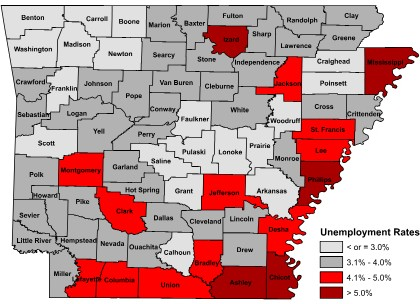 Benton
Carroll
Boone
Marion
Baxter
Fulton
Randolph
Clay
Washington
Madison
Newton
Searcy
Stone
Izard
Sharp
Lawrence
Greene
Independence
Craighead
Mississippi
Crawford
Franklin
Johnson
Pope
Van Buren
Cleburne
Jackson
Poinsett
Sebastian
Logan
Conway
Faulkner
White
Woodruff
Cross
Crittenden
St. Francis
Scott
Yell
Perry
Pulaski
Lonoke
Prairie
Monroe
Lee
Phillips
Polk
Montgomery
Garland
Saline
Hot Spring
Grant
Jefferson
Arkansas
Howard
Pike
Clark
Dallas
Cleveland
Lincoln
Desha
Sevier
Little River
Hempstead
Nevada
Ouachita
Calhoun
Bradley
Drew
Miller
Lafayette
Columbia
Union
Ashley
Chicot
Unemployment Rates
< or = 3.0%
3.1% - 4.0%
4.1% - 5.0%
> 5.0%